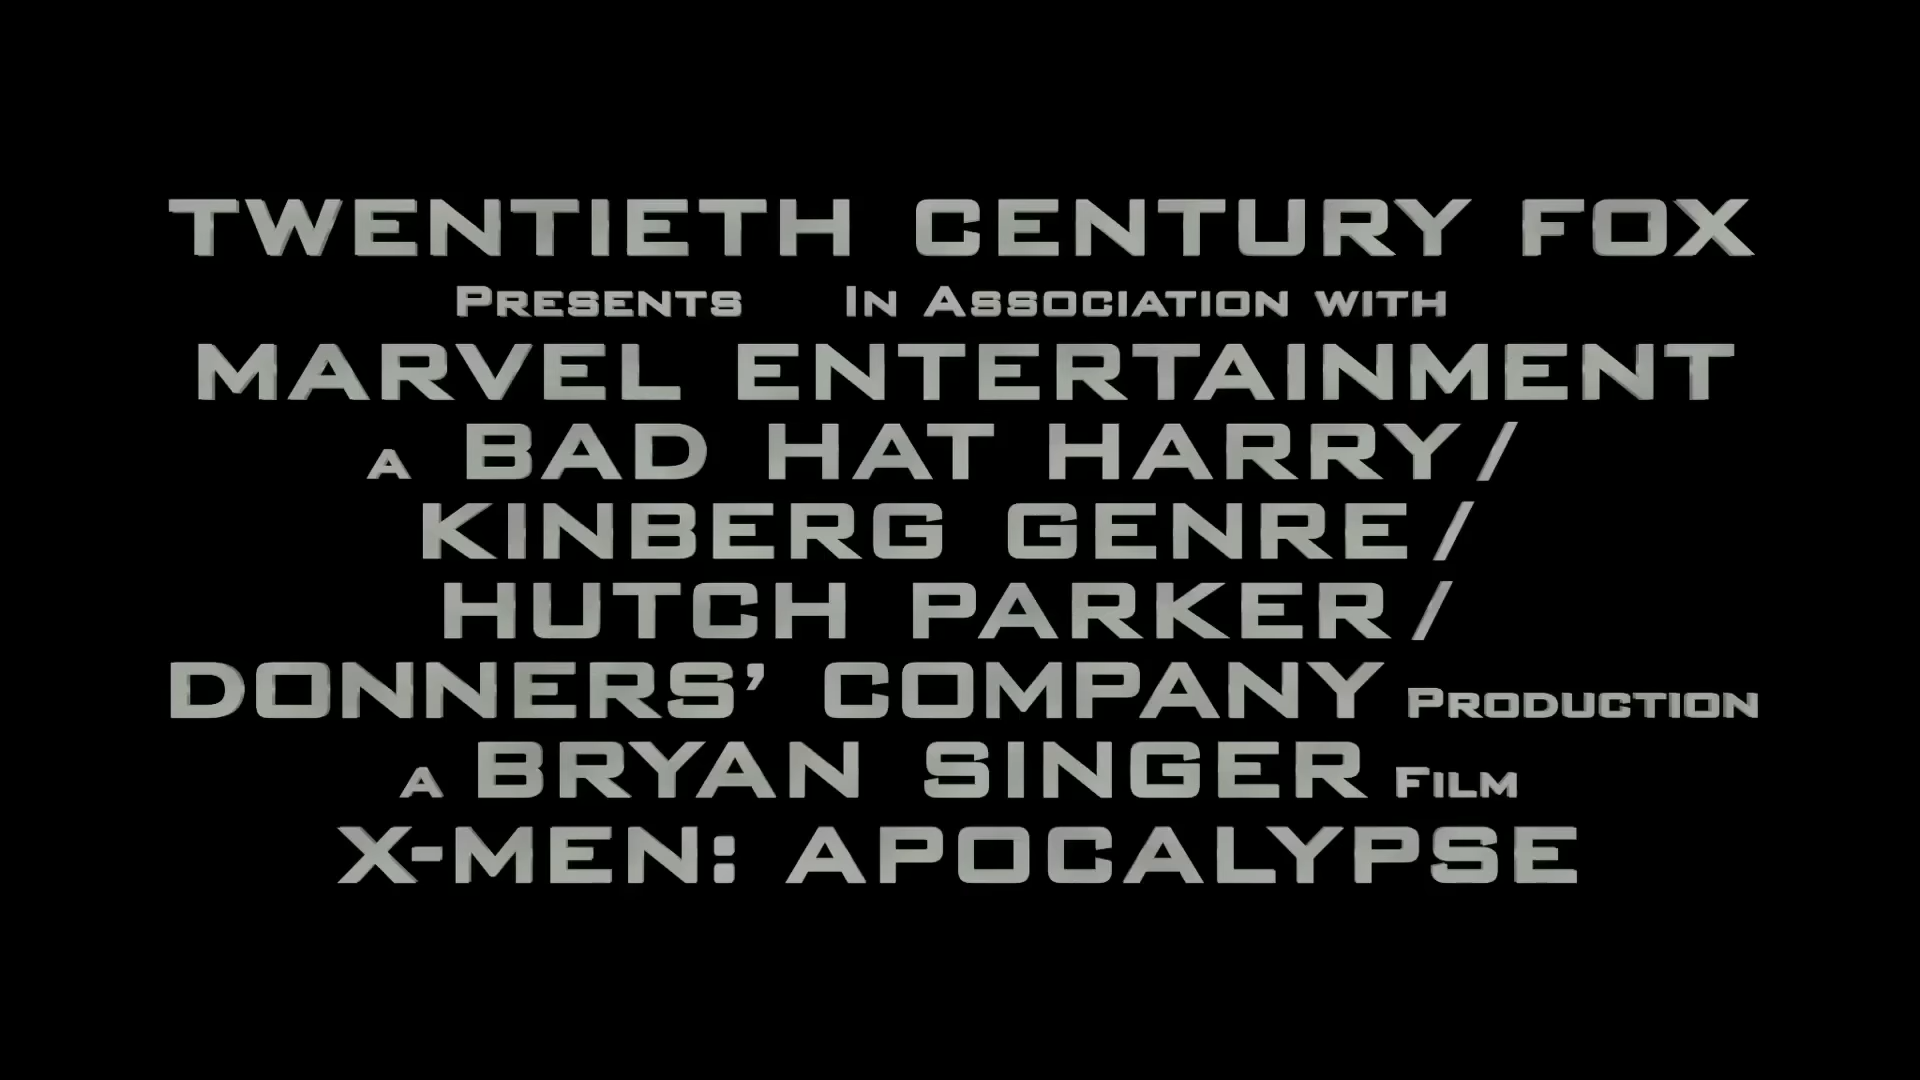 TWENTIETH CENTURY FOX
PRESENTS IN ASSOCIATION WITH
MARVEL ENTERTAINMENT
A BAD HAT HARRY/
KINBERG GENRE/
HUTCH PARKER/
DONNERS’ COMPANY PRODUCTION
A BRYAN SINGER FILM
X-MEN: APOCALYPSE